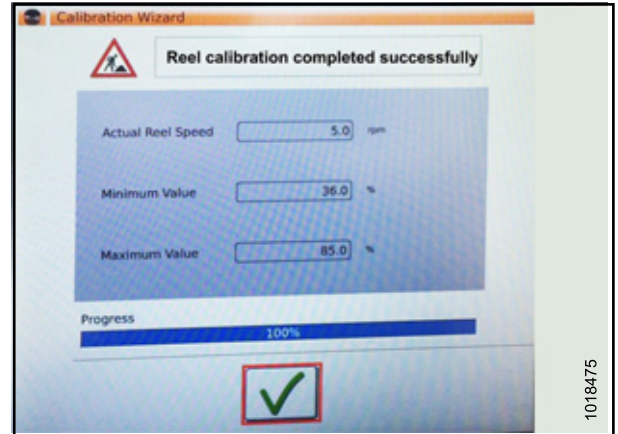 Calibration Wizard
Reel calibration completed successfully
Actual Reel Speed 5.0 rpm
Minimum Value 36.0 %
Maximum Value 85.0 %
Progress
100%
1018475